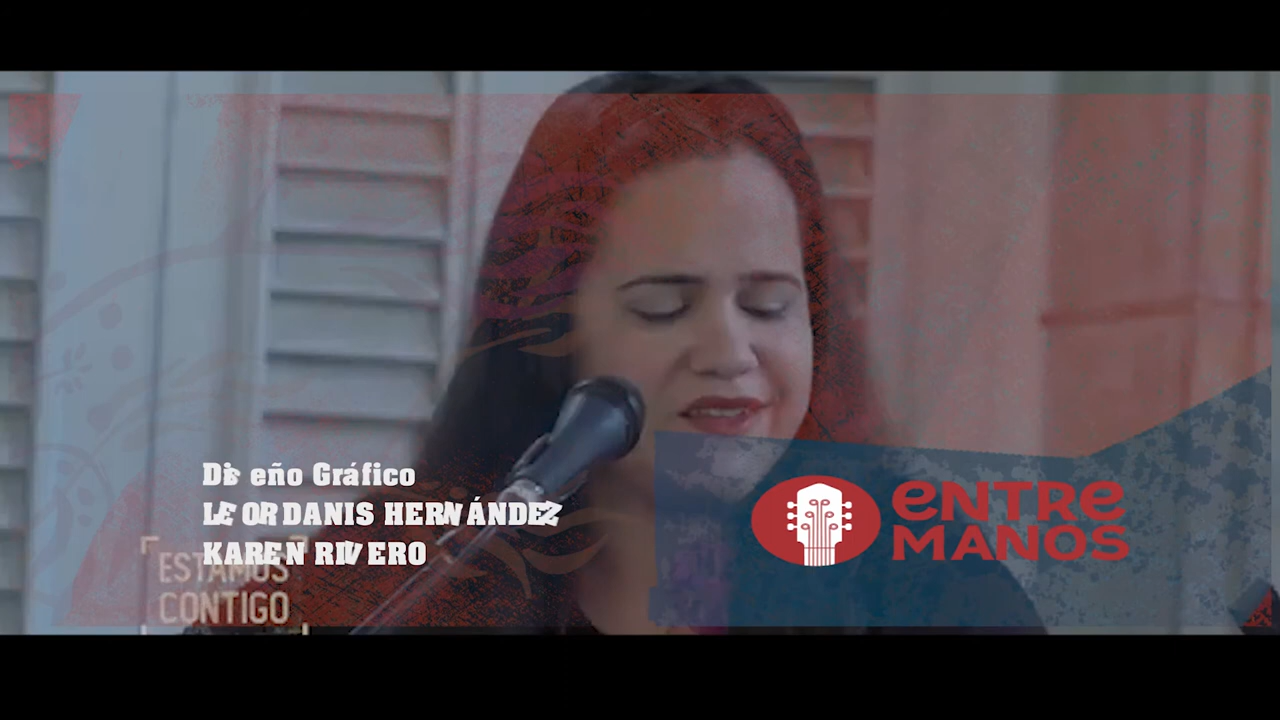 Diseño Gráfico
LEORDANIS HERNÁNDEZ
KAREN RIVERO
ESTAMOS
CONTIGO
ENTRE
MANOS